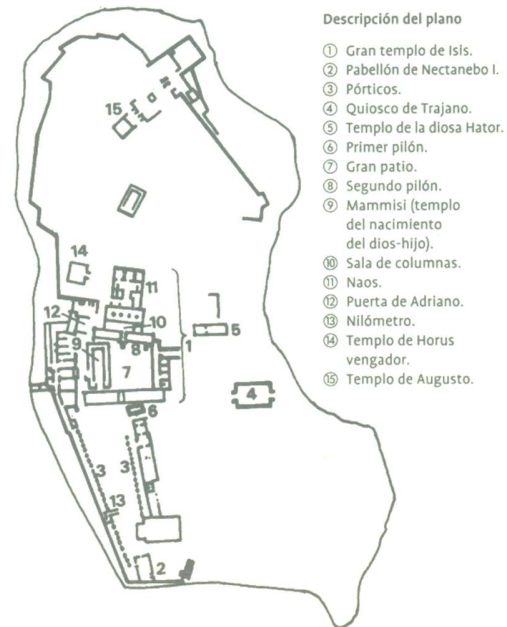 Descripción del plano
① Gran templo de Isis.
② Pabellón de Nectanebo I.
③ Pórticos.
④ Quiosco de Trajano.
⑤ Templo de la diosa Hator.
⑥ Primer pilón.
⑦ Gran patio.
⑧ Segundo pilón.
⑨ Mammisi (templo
del nacimiento
del dios-hijo).
⑩ Sala de columnas.
⑪ Naos.
⑫ Puerta de Adriano.
⑬ Nilómetro.
⑭ Templo de Horus
vengador.
⑮ Templo de Augusto.
15
14
11
12
10
5
9
8
1
7
4
6
3
3
13
2